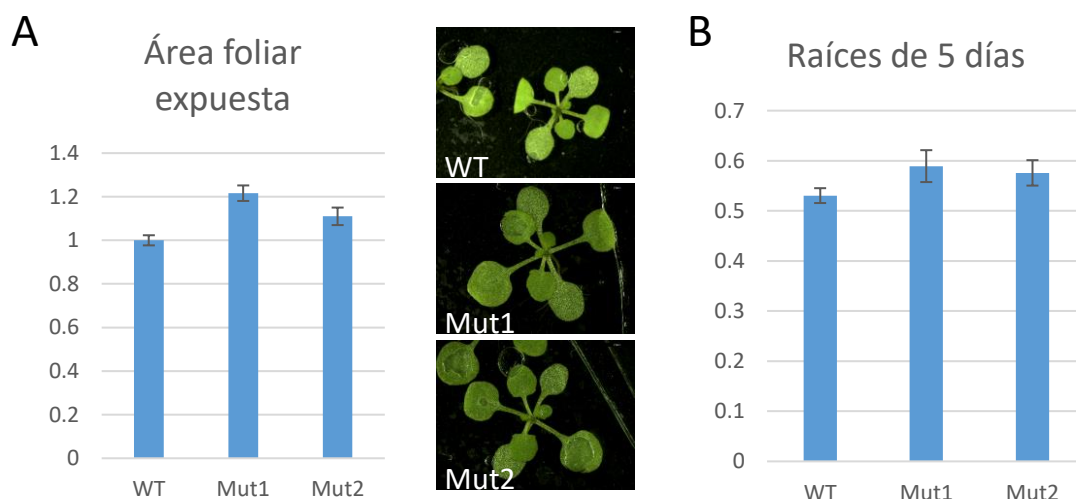 A
Área foliar
expuesta
1.4
1.2
1
0.8
0.6
0.4
0.2
0
WT
Mut1
Mut2
WT
Mut1
Mut2
B
Raíces de 5 días
0.7
0.6
0.5
0.4
0.3
0.2
0.1
0
WT
Mut1
Mut2